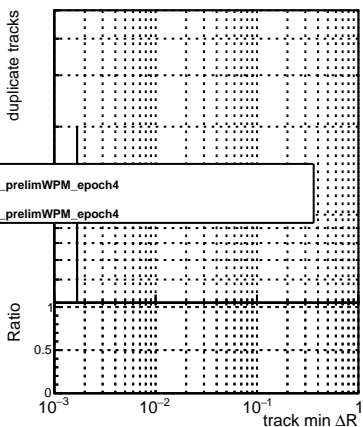 duplicate tracks
_prelimWPM_epoch4
_prelimWPM_epoch4
Ratio
1
0.5
0
10⁻³ 10⁻² 10⁻¹ 1
track min ΔR